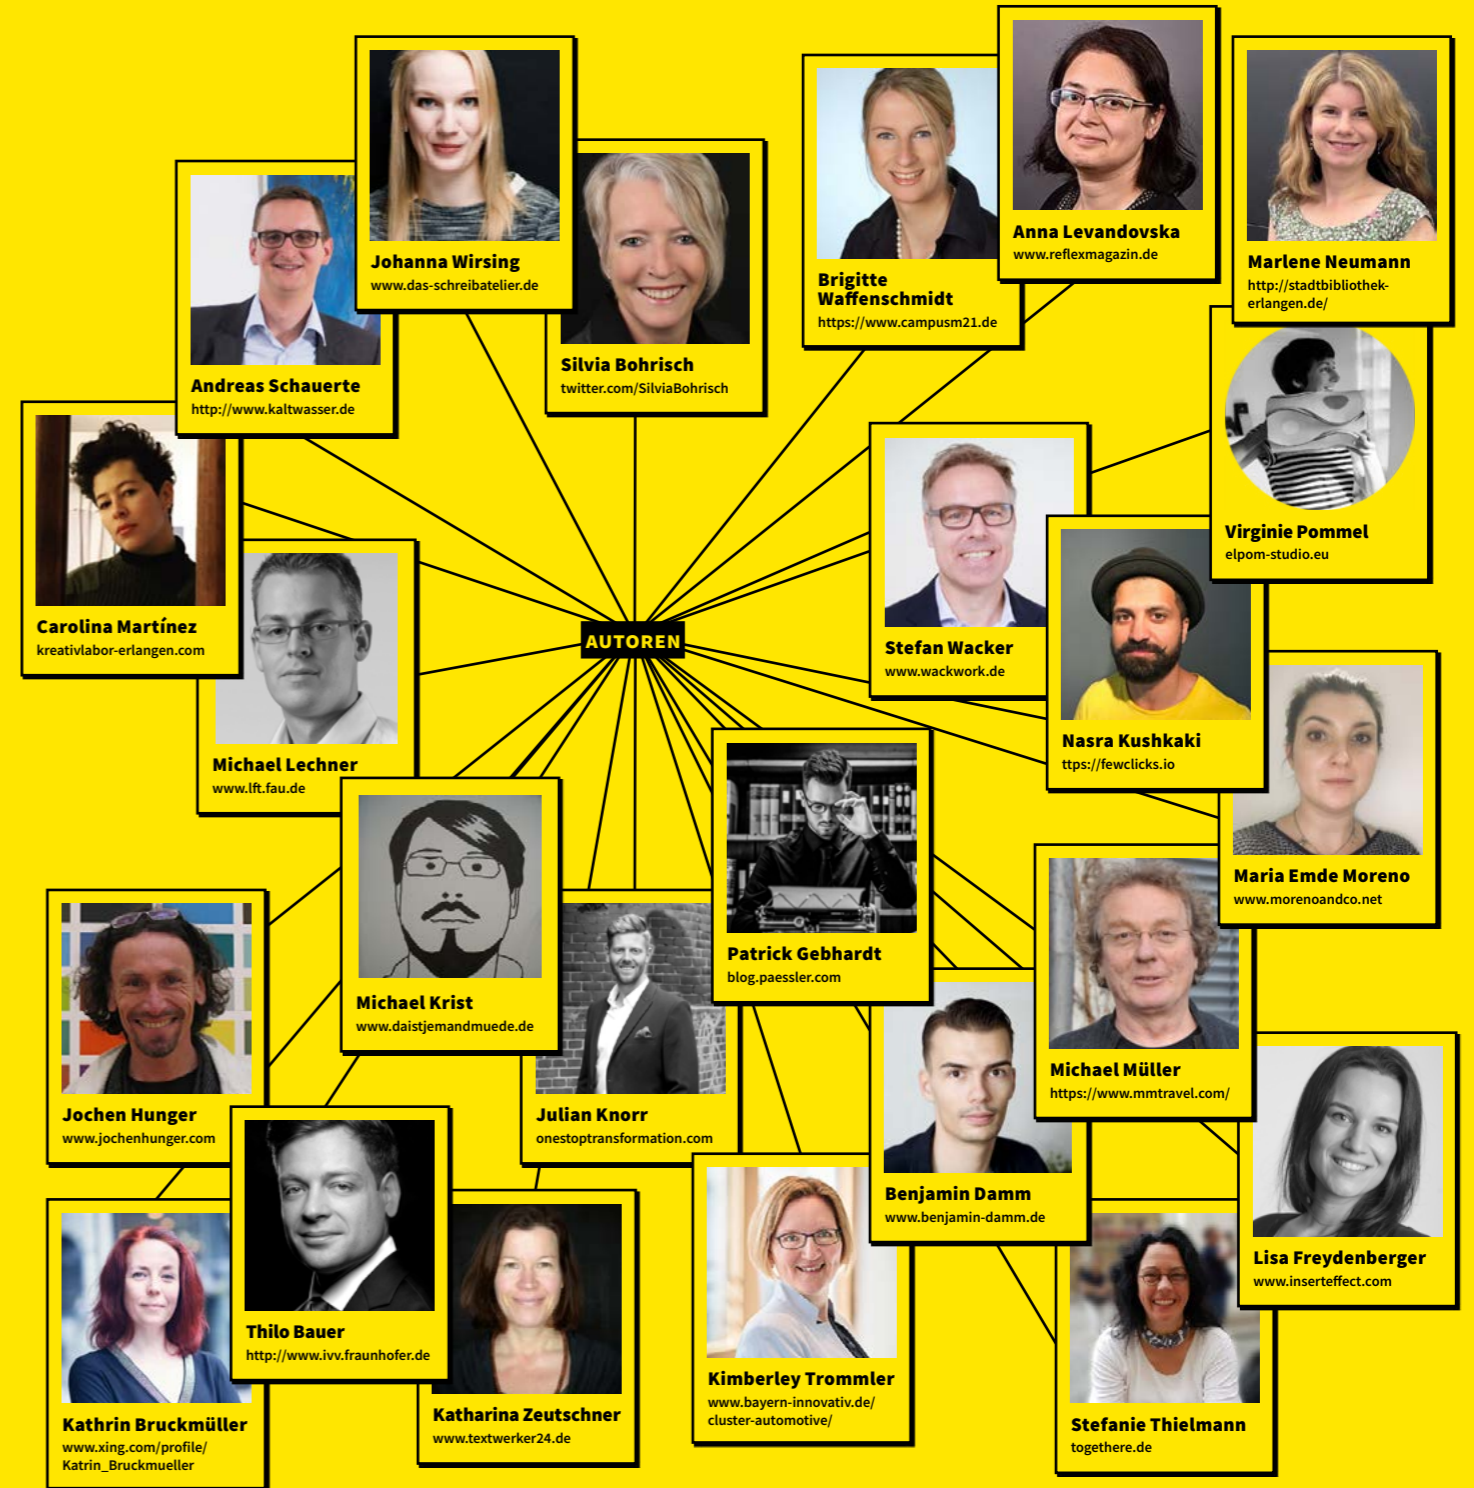 Anna Levandovska
www.reflexmagazin.de
Johanna Wirsing
www.das-schreibatelier.de
Marlene Neumann
http://stadtbibliothek-
erlangen.de/
Brigitte
Waffenschmidt
https://www.campusm21.de
Silvia Bohrisch
twitter.com/SilviaBohrisch
Andreas Schauerte
http://www.kaltwasser.de
Virginie Pommel
elpom-studio.eu
Carolina Martínez
kreativlabor-erlangen.com
AUTOREN
Stefan Wacker
www.wackwork.de
Nasra Kushkaki
ttps://fewclicks.io
Michael Lechner
www.lft.fau.de
Maria Emde Moreno
www.morenoandco.net
Patrick Gebhardt
blog.paessler.com
Michael Krist
www.daistjemandmuede.de
Michael Müller
https://www.mmtravel.com/
Jochen Hunger
www.jochenhunger.com
Julian Knorr
onestoptransformation.com
Benjamin Damm
www.benjamin-damm.de
Lisa Freydenberger
www.inserteffect.com
Thilo Bauer
http://www.ivv.fraunhofer.de
Kimberley Trommler
www.bayern-innovativ.de/
cluster-automotive/
Katharina Zeutschner
www.textwerker24.de
Kathrin Bruckmüller
www.xing.com/profile/
Katrin_Bruckmueller
Stefanie Thielmann
togethere.de